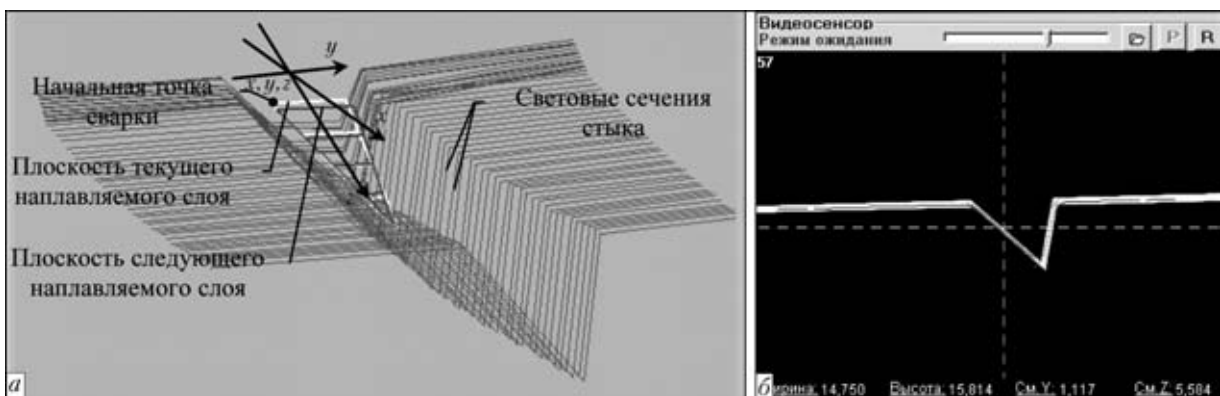 y
x, y, z
Начальная точка
сварки
x
Световые сечения
стыка
Плоскость текущего
наплавляемого слоя
Плоскость следующего
наплавляемого слоя
а
Видеосенсор
Режим ожидания
P R
57
б
ирина: 14,750 Высота: 15,814 См.Y: 1,117 См.Z: 5,584